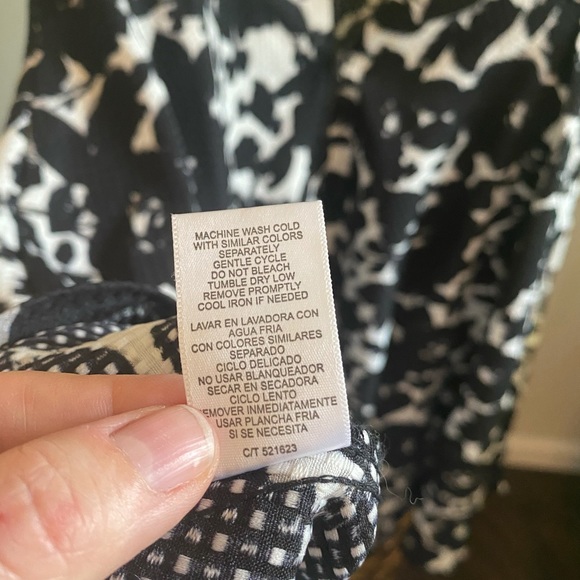 MACHINE WASH COLD
WITH SIMILAR COLORS
SEPARATELY
GENTLE CYCLE
DO NOT BLEACH
TUMBLE DRY LOW
REMOVE PROMPTLY
COOL IRON IF NEEDED
LAVAR EN LAVADORA CON
AGUA FRIA
CON COLORES SIMILARES
SEPARADO
CICLO DELICADO
NO USAR BLANQUEADOR
SECAR EN SECADORA
CICLO LENTO
EMOVER INMEDIATAMENTE
USAR PLANCHA FRIA
SI SE NECESITA
C/T 521623